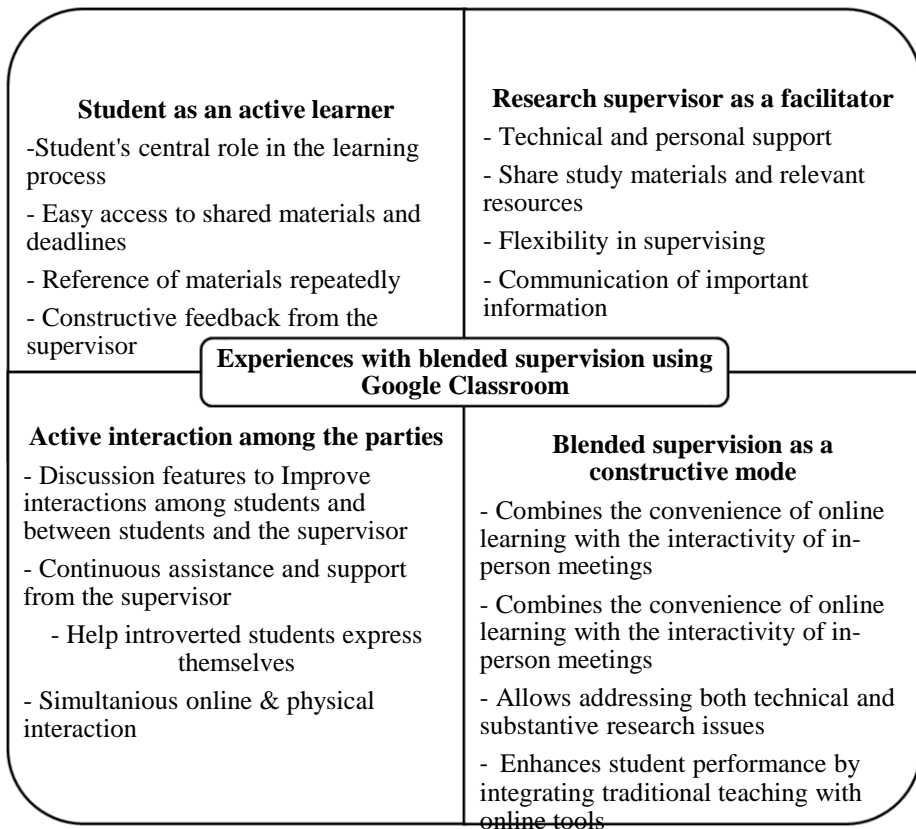 Student as an active learner
-Student's central role in the learning
process
- Easy access to shared materials and
deadlines
- Reference of materials repeatedly
- Constructive feedback from the
supervisor
Research supervisor as a facilitator
- Technical and personal support
- Share study materials and relevant
resources
- Flexibility in supervising
- Communication of important
information
Experiences with blended supervision using
Google Classroom
Active interaction among the parties
- Discussion features to Improve
interactions among students and
between students and the supervisor
- Continuous assistance and support
from the supervisor
- Help introverted students express
themselves
- Simultanious online & physical
interaction
Blended supervision as a
constructive mode
- Combines the convenience of online
learning with the interactivity of in-
person meetings
- Combines the convenience of online
learning with the interactivity of in-
person meetings
- Allows addressing both technical and
substantive research issues
- Enhances student performance by
integrating traditional teaching with
online tools